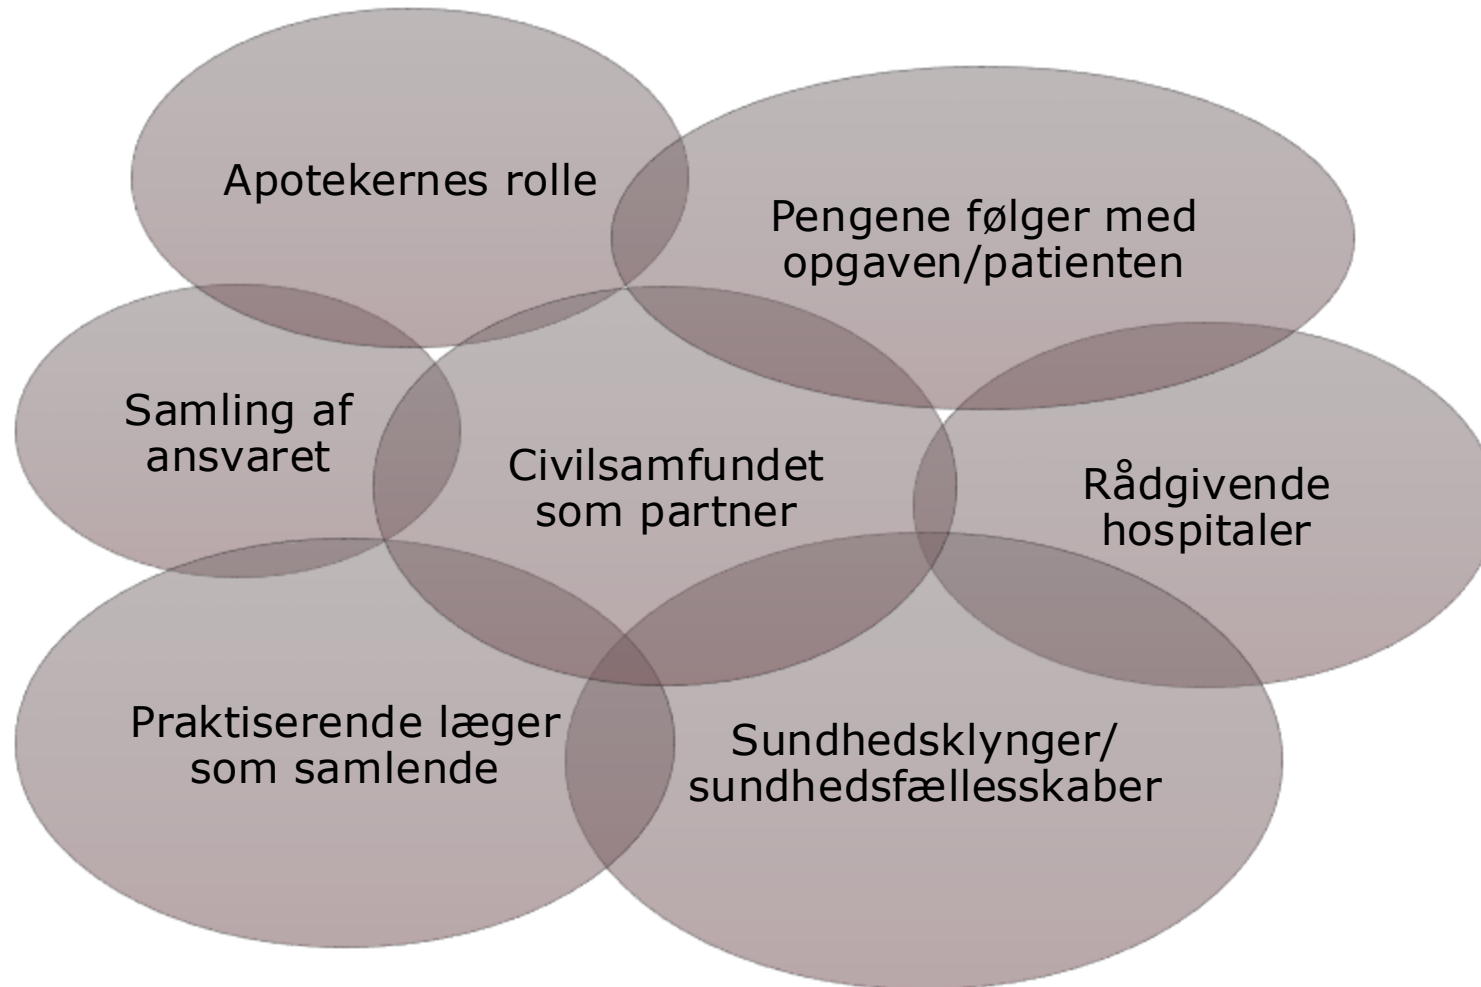 Apotekernes rolle
Pengene følger med
opgaven/patienten
Samling af
ansvaret
Civilsamfundet
som partner
Rådgivende
hospitaler
Praktiserende læger
som samlende
Sundhedsklynger/
sundhedsfællesskaber